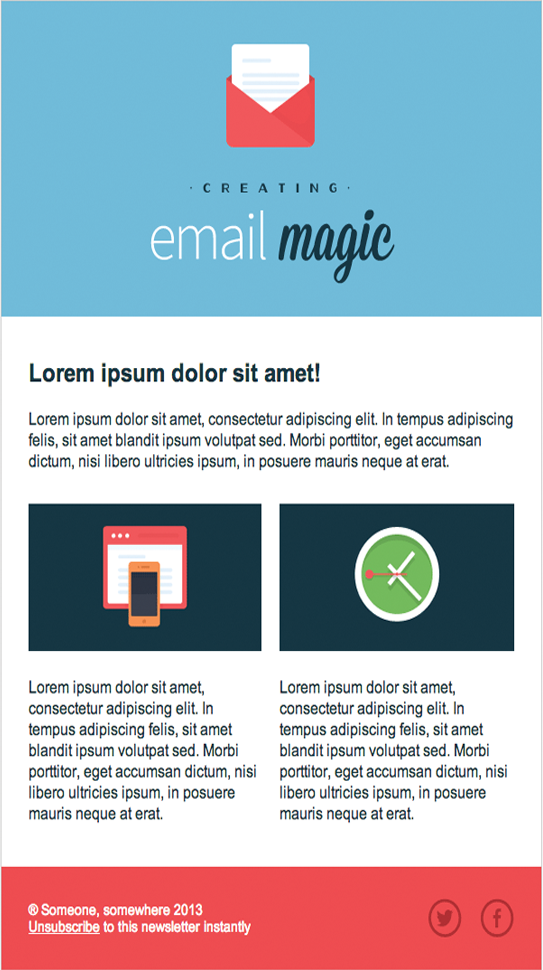 · CREATING ·
email magic
Lorem ipsum dolor sit amet!
Lorem ipsum dolor sit amet, consectetur adipiscing elit. In tempus adipiscing
felis, sit amet blandit ipsum volutpat sed. Morbi porttitor, eget accumsan
dictum, nisi libero ultricies ipsum, in posuere mauris neque at erat.
Lorem ipsum dolor sit amet,
consectetur adipiscing elit. In
tempus adipiscing felis, sit amet
blandit ipsum volutpat sed. Morbi
porttitor, eget accumsan dictum, nisi
libero ultricies ipsum, in posuere
mauris neque at erat.
Lorem ipsum dolor sit amet,
consectetur adipiscing elit. In
tempus adipiscing felis, sit amet
blandit ipsum volutpat sed. Morbi
porttitor, eget accumsan dictum, nisi
libero ultricies ipsum, in posuere
mauris neque at erat.
® Someone, somewhere 2013
Unsubscribe to this newsletter instantly